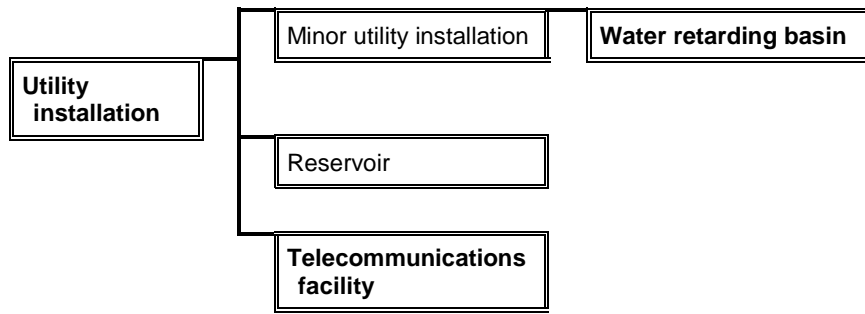 Minor utility installation
Water retarding basin
Utility
installation
Reservoir
Telecommunications
facility